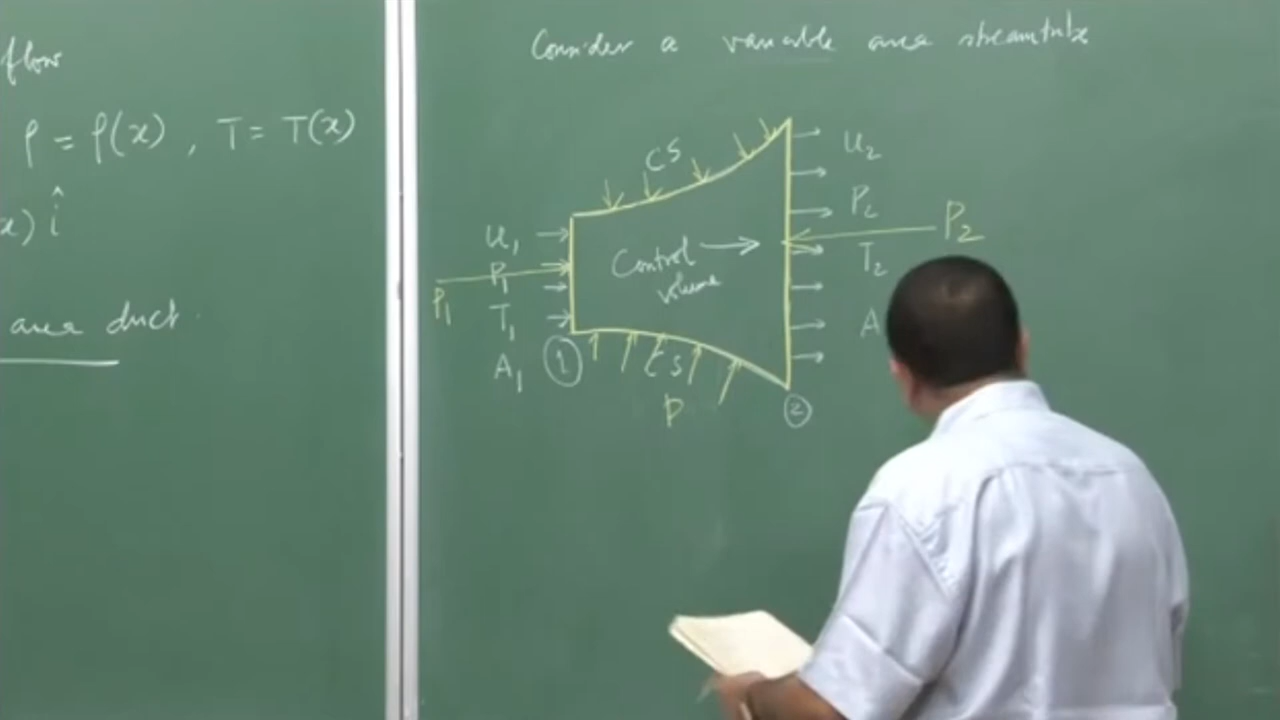 flow
ρ = ρ(x) , T = T(x)
x) î
area duct.
Consider a variable area streamtube
CS
U₁
P₁
T₁
A₁
P₁
①
Control
volume
CS
P
②
U₂
P₂
T₂
A
P₂